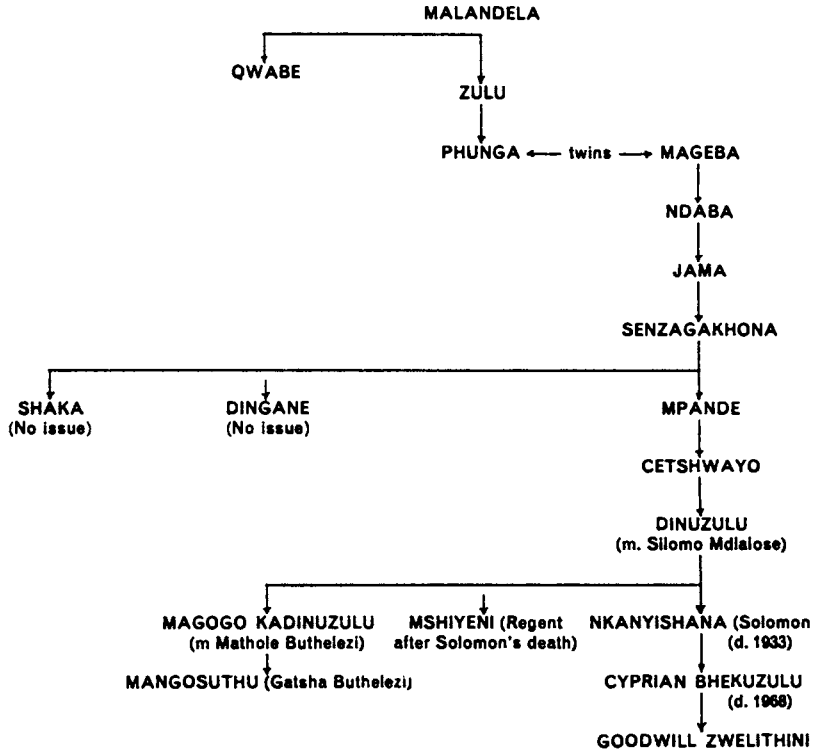 MALANDELA
QWABE
ZULU
PHUNGA twins MAGEBA
NDABA
JAMA
SENZAGAKHONA
SHAKA
(No issue)
DINGANE
(No issue)
MPANDE
CETSHWAYO
DINUZULU
(m. Silomo Mdlalose)
MAGOGO KADINUZULU
(m Mathole Buthelezi)
MSHIYENI (Regent
after Solomon's death)
NKANYISHANA (Solomon
(d. 1933)
MANGOSUTHU (Gatsha Buthelezi)
CYPRIAN BHEKUZULU
(d. 1968)
GOODWILL ZWELITHINI